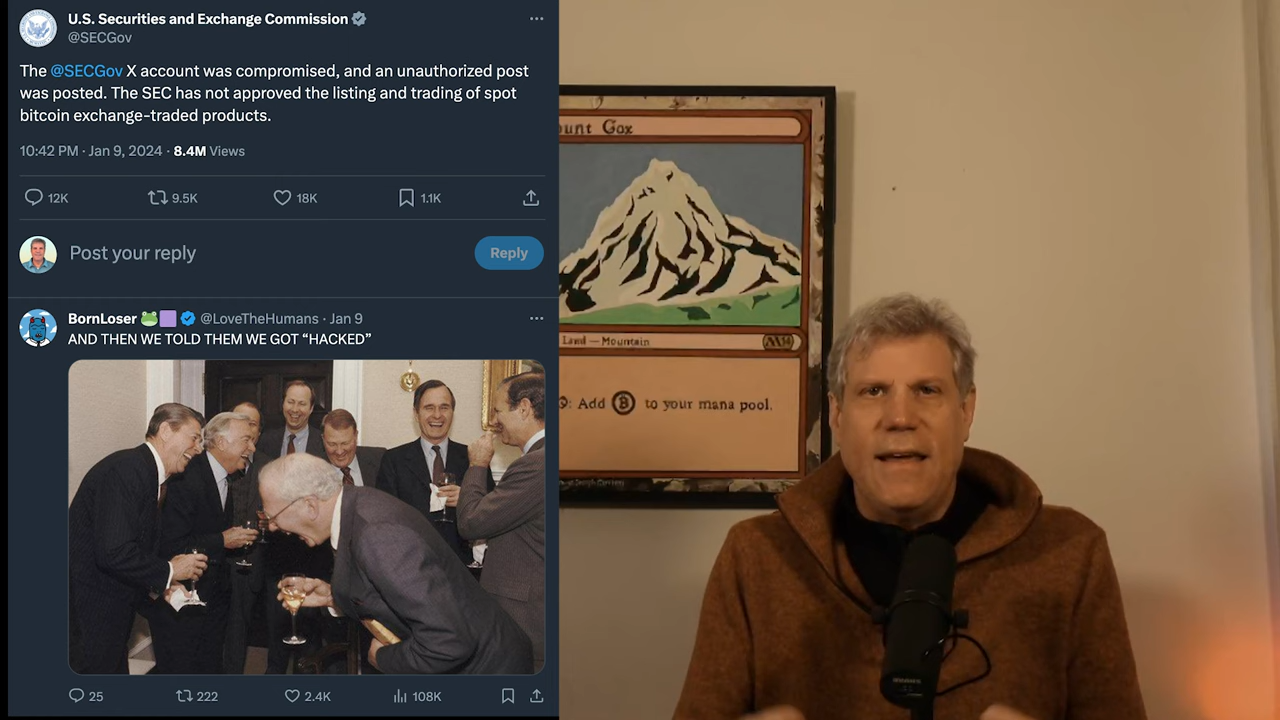 U.S. Securities and Exchange Commission
@SECGov
The @SECGov X account was compromised, and an unauthorized post
was posted. The SEC has not approved the listing and trading of spot
bitcoin exchange-traded products.
10:42 PM · Jan 9, 2024 · 8.4M Views
12K
9.5K
18K
1.1K
Post your reply
Reply
BornLoser 🐸🟪 @LoveTheHumans · Jan 9
AND THEN WE TOLD THEM WE GOT “HACKED”
25
222
2.4K
108K
ount Gox
Land — Mountain
M14
: Add to your mana pool.